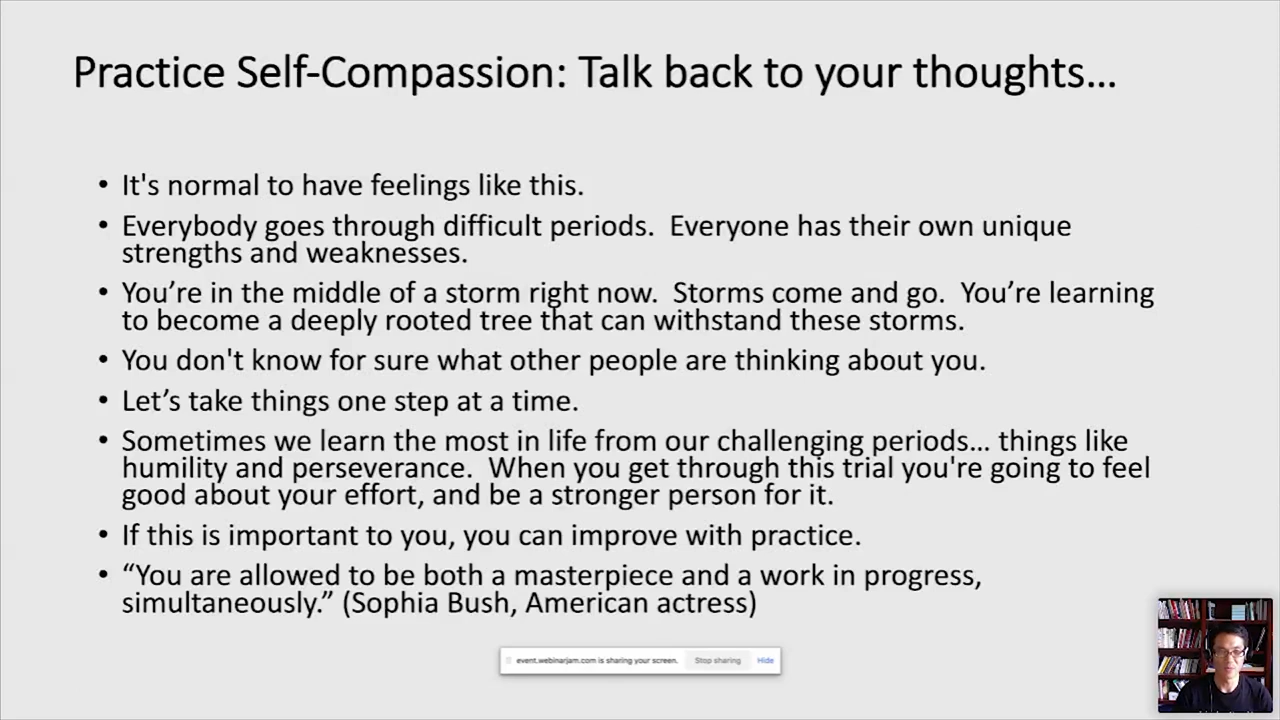 Practice Self-Compassion: Talk back to your thoughts...
• It's normal to have feelings like this.
• Everybody goes through difficult periods.  Everyone has their own unique
strengths and weaknesses.
• You’re in the middle of a storm right now.  Storms come and go.  You’re learning
to become a deeply rooted tree that can withstand these storms.
• You don't know for sure what other people are thinking about you.
• Let’s take things one step at a time.
• Sometimes we learn the most in life from our challenging periods... things like
humility and perseverance.  When you get through this trial you're going to feel
good about your effort, and be a stronger person for it.
• If this is important to you, you can improve with practice.
• “You are allowed to be both a masterpiece and a work in progress,
simultaneously.” (Sophia Bush, American actress)
event.webinarjam.com is sharing your screen. Stop sharing Hide